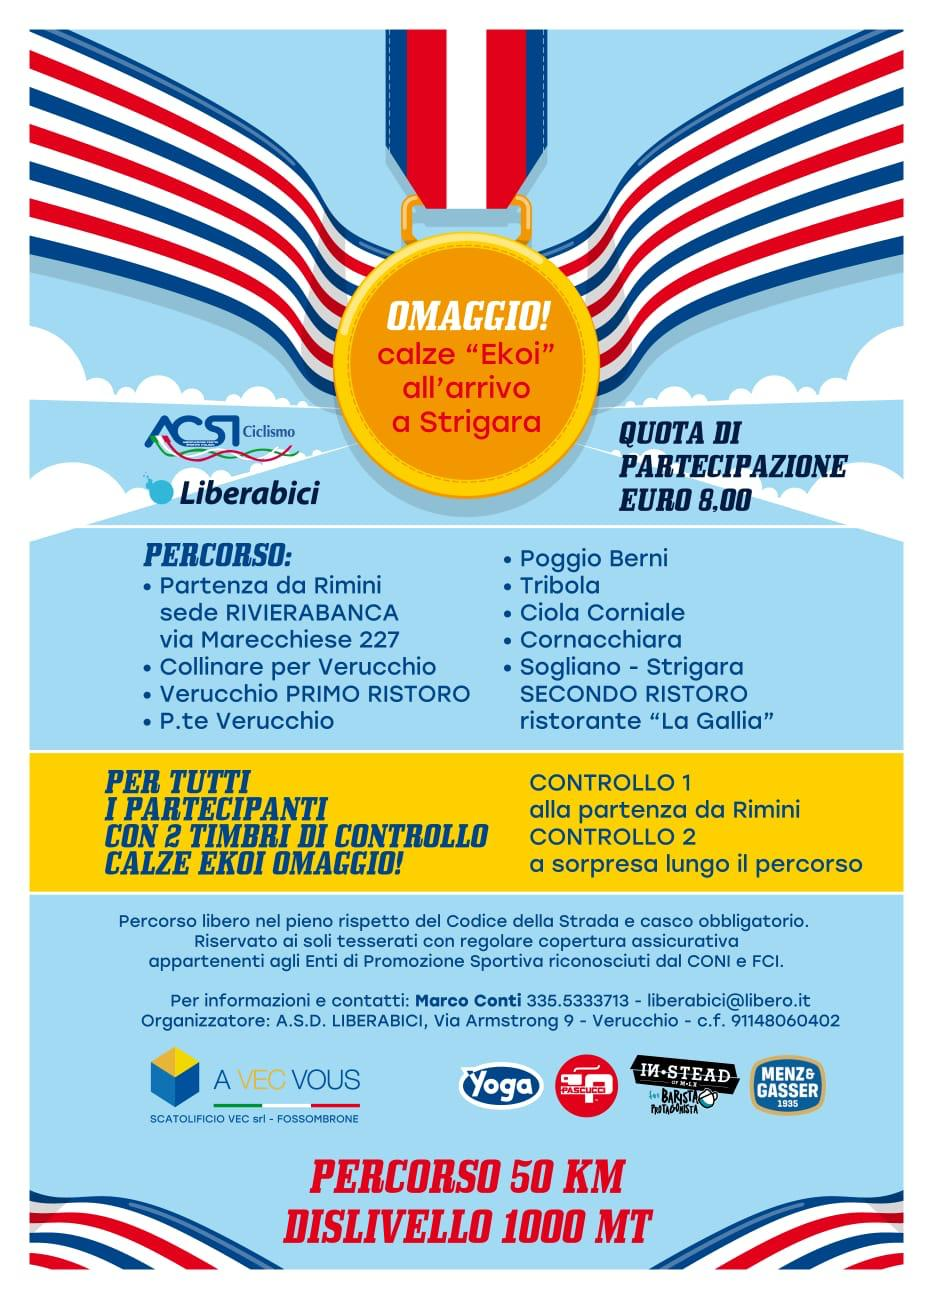 OMAGGIO!
calze “Ekoi”
all’arrivo
a Strigara
ACSI Ciclismo
Liberabici
QUOTA DI
PARTECIPAZIONE
EURO 8,00
PERCORSO:
• Partenza da Rimini
sede RIVIERABANCA
via Marecchiese 227
• Collinare per Verucchio
• Verucchio PRIMO RISTORO
• P.te Verucchio
• Poggio Berni
• Tribola
• Ciola Corniale
• Cornacchiara
• Sogliano - Strigara
SECONDO RISTORO
ristorante “La Gallia”
PER TUTTI
I PARTECIPANTI
CON 2 TIMBRI DI CONTROLLO
CALZE EKOI OMAGGIO!
CONTROLLO 1
alla partenza da Rimini
CONTROLLO 2
a sorpresa lungo il percorso
Percorso libero nel pieno rispetto del Codice della Strada e casco obbligatorio.
Riservato ai soli tesserati con regolare copertura assicurativa
appartenenti agli Enti di Promozione Sportiva riconosciuti dal CONI e FCI.
Per informazioni e contatti: Marco Conti 335.5333713 - liberabici@libero.it
Organizzatore: A.S.D. LIBERABICI, Via Armstrong 9 - Verucchio - c.f. 91148060402
A VEC VOUS
SCATOLIFICIO VEC srl - FOSSOMBRONE
Yoga
PASCUCCI
IN•STEAD
OF M•LK
for BARISTA
PROTAGONISTA
MENZ&
GASSER
1935
PERCORSO 50 KM
DISLIVELLO 1000 MT